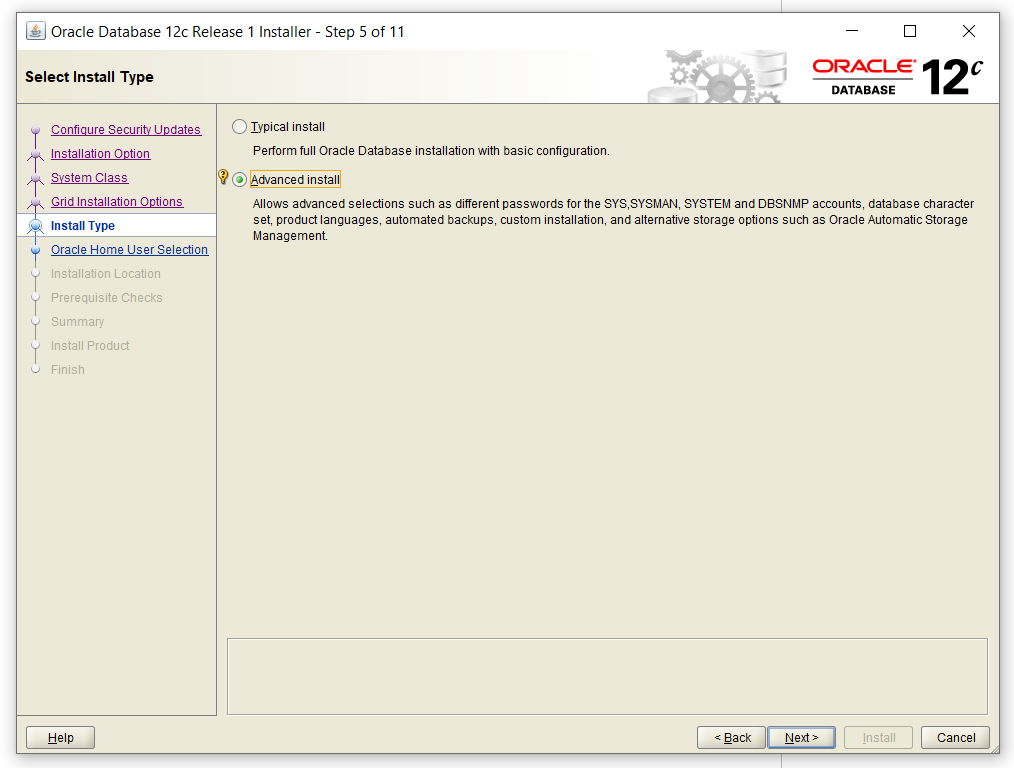 Oracle Database 12c Release 1 Installer - Step 5 of 11
Select Install Type
ORACLE
DATABASE
12c
Configure Security Updates
Installation Option
System Class
Grid Installation Options
Install Type
Oracle Home User Selection
Installation Location
Prerequisite Checks
Summary
Install Product
Finish
Typical install
Perform full Oracle Database installation with basic configuration.
Advanced install
Allows advanced selections such as different passwords for the SYS,SYSMAN, SYSTEM and DBSNMP accounts, database character
set, product languages, automated backups, custom installation, and alternative storage options such as Oracle Automatic Storage
Management.
Help
< Back
Next >
Install
Cancel